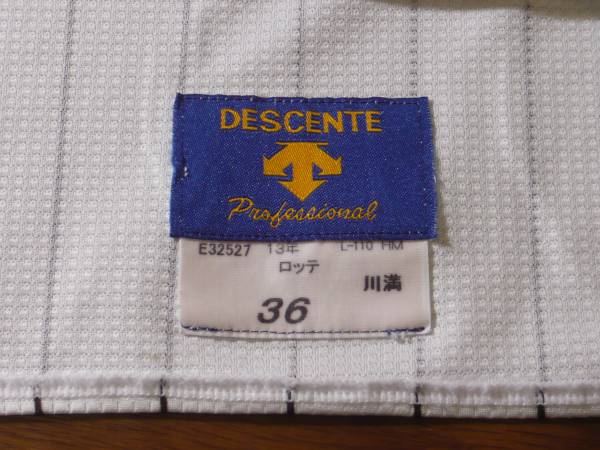 DESCENTE
Professional
E32527 13年 L-110 HM
ロッテ
川満
36